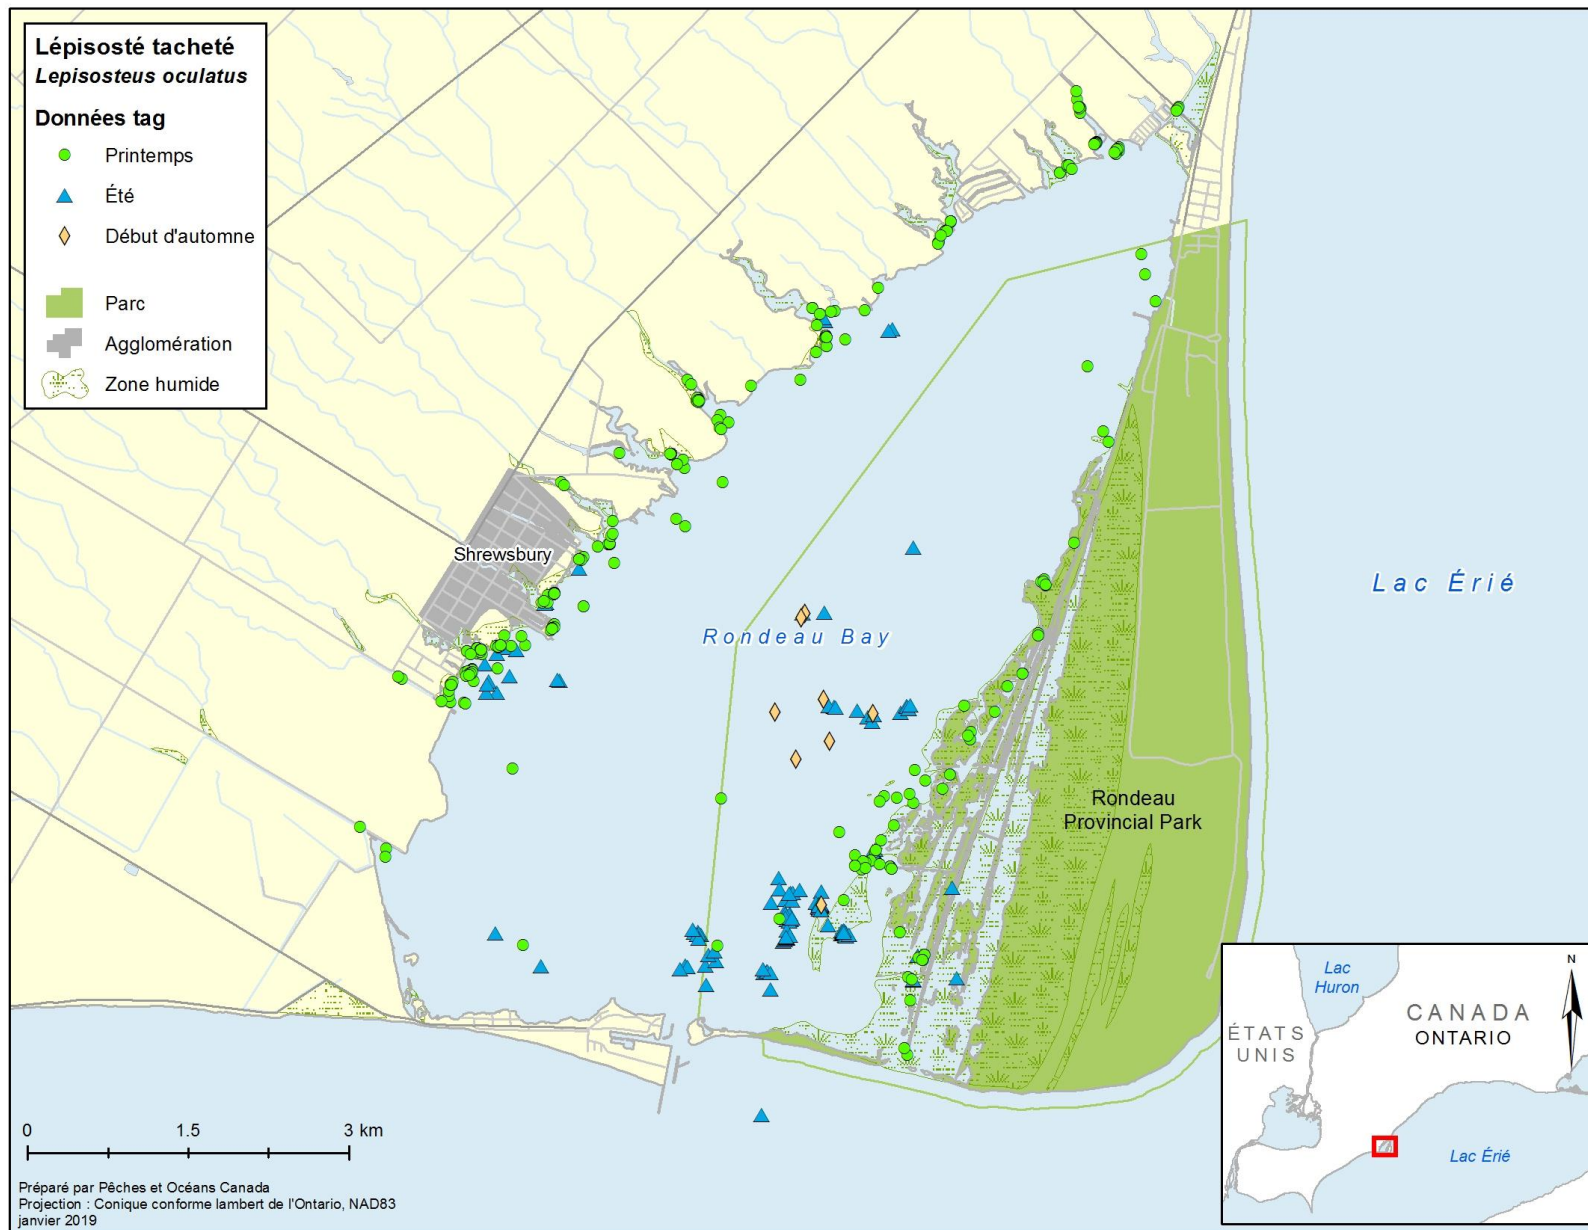 Lépisosté tacheté
Lepisosteus oculatus
Données tag
Printemps
Été
Début d'automne
Parc
Agglomération
Zone humide
Shrewsbury
Rondeau Bay
Lac Érié
Rondeau
Provincial Park
0 1.5 3 km
Préparé par Pêches et Océans Canada
Projection : Conique conforme lambert de l'Ontario, NAD83
janvier 2019
Lac
Huron
N
CANADA
ONTARIO
ÉTATS
UNIS
Lac Érié